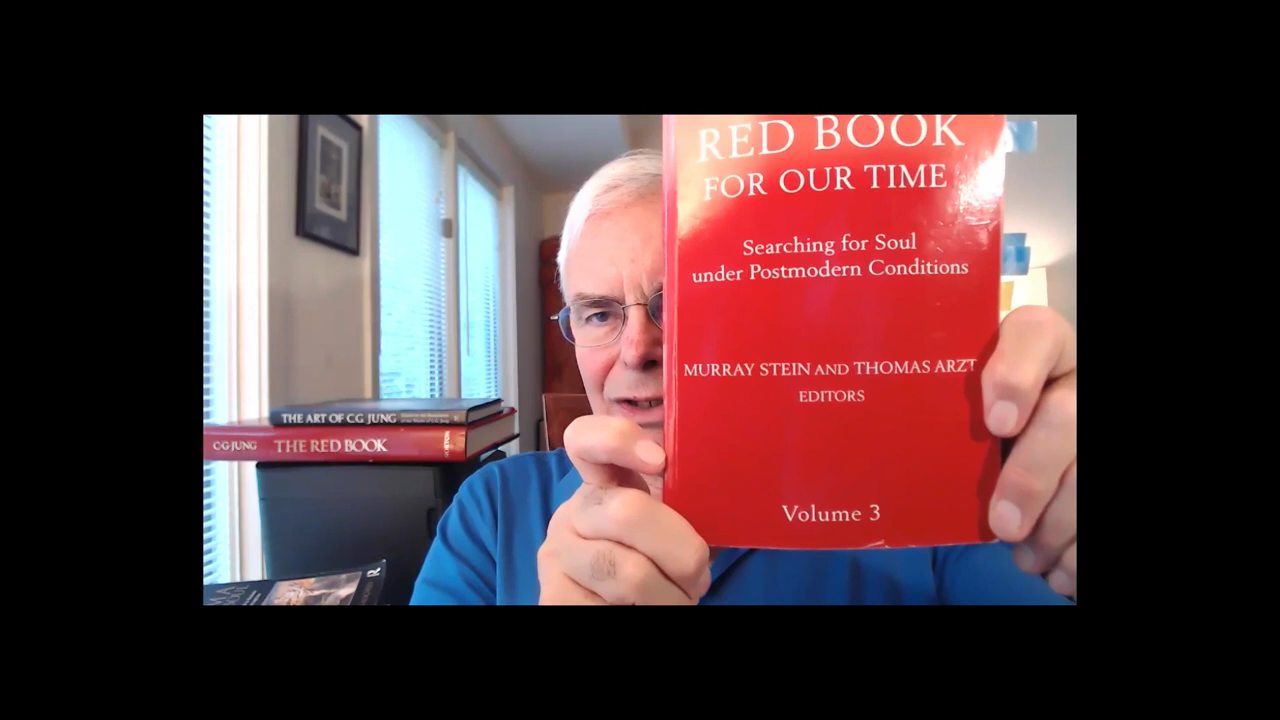 RED BOOK
FOR OUR TIME
Searching for Soul
under Postmodern Conditions
MURRAY STEIN AND THOMAS ARZT
EDITORS
Volume 3
THE ART OF C.G. JUNG
C·G·JUNG THE RED BOOK
R